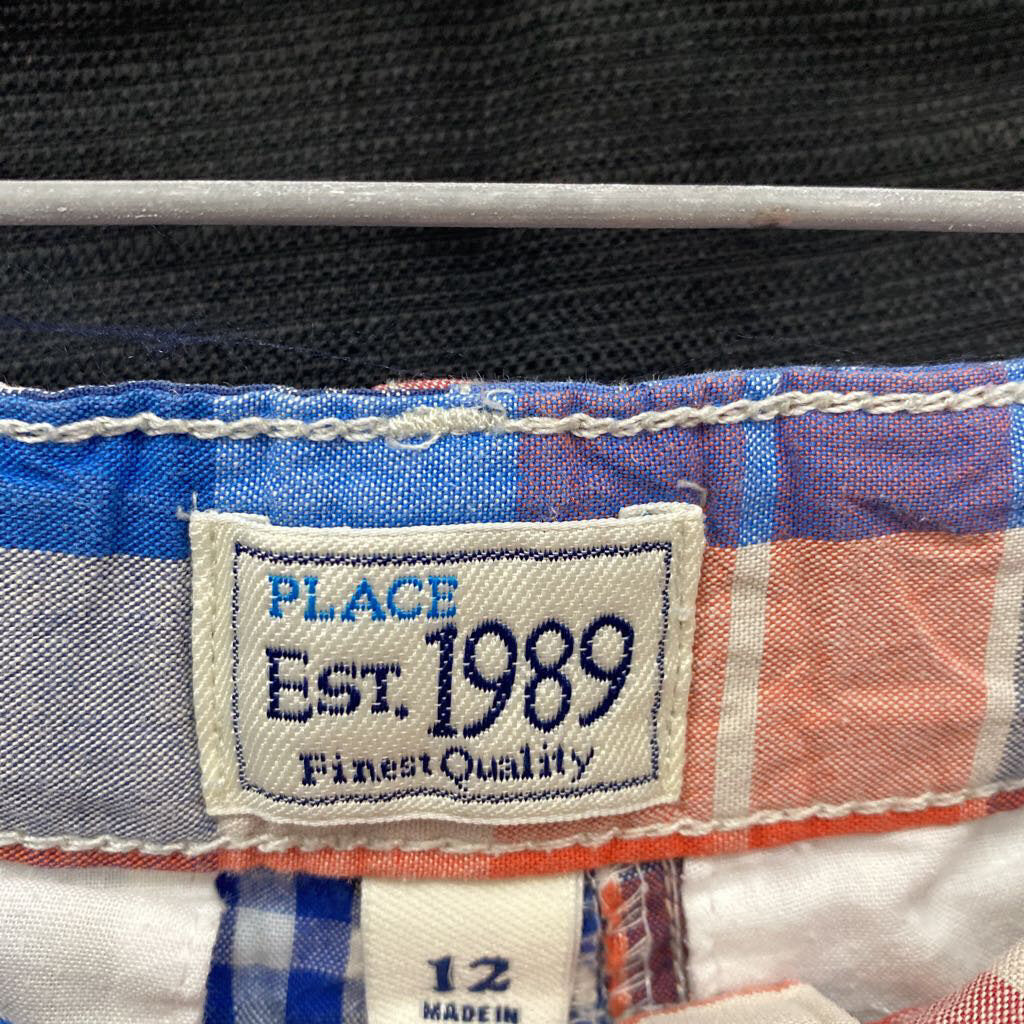 PLACE
EST. 1989
Finest Quality
12
MADE IN